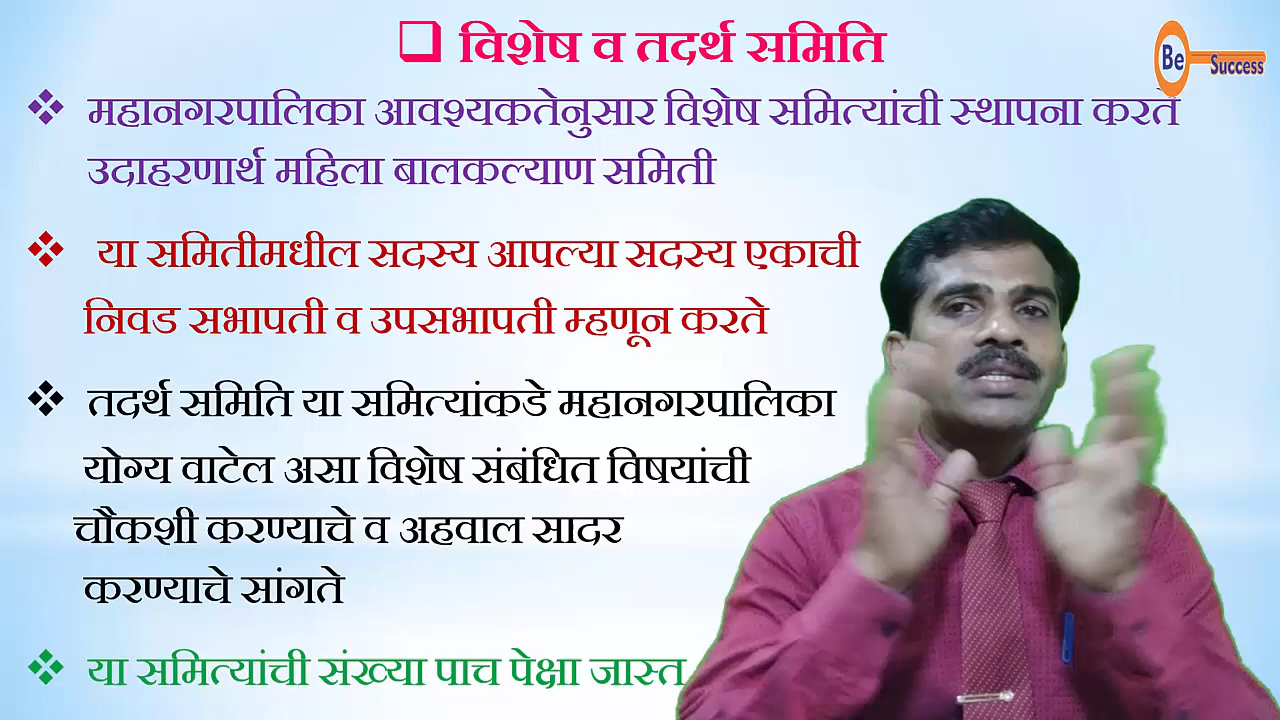 विशेष व तदर्थ समिति
Be Success
महानगरपालिका आवश्यकतेनुसार विशेष समित्यांची स्थापना करते
उदाहरणार्थ महिला बालकल्याण समिती
या समितीमधील सदस्य आपल्या सदस्य एकाची
निवड सभापती व उपसभापती म्हणून करते
तदर्थ समिति या समित्यांकडे महानगरपालिका
योग्य वाटेल असा विशेष संबंधित विषयांची
चौकशी करण्याचे व अहवाल सादर
करण्याचे सांगते
या समित्यांची संख्या पाच पेक्षा जास्त